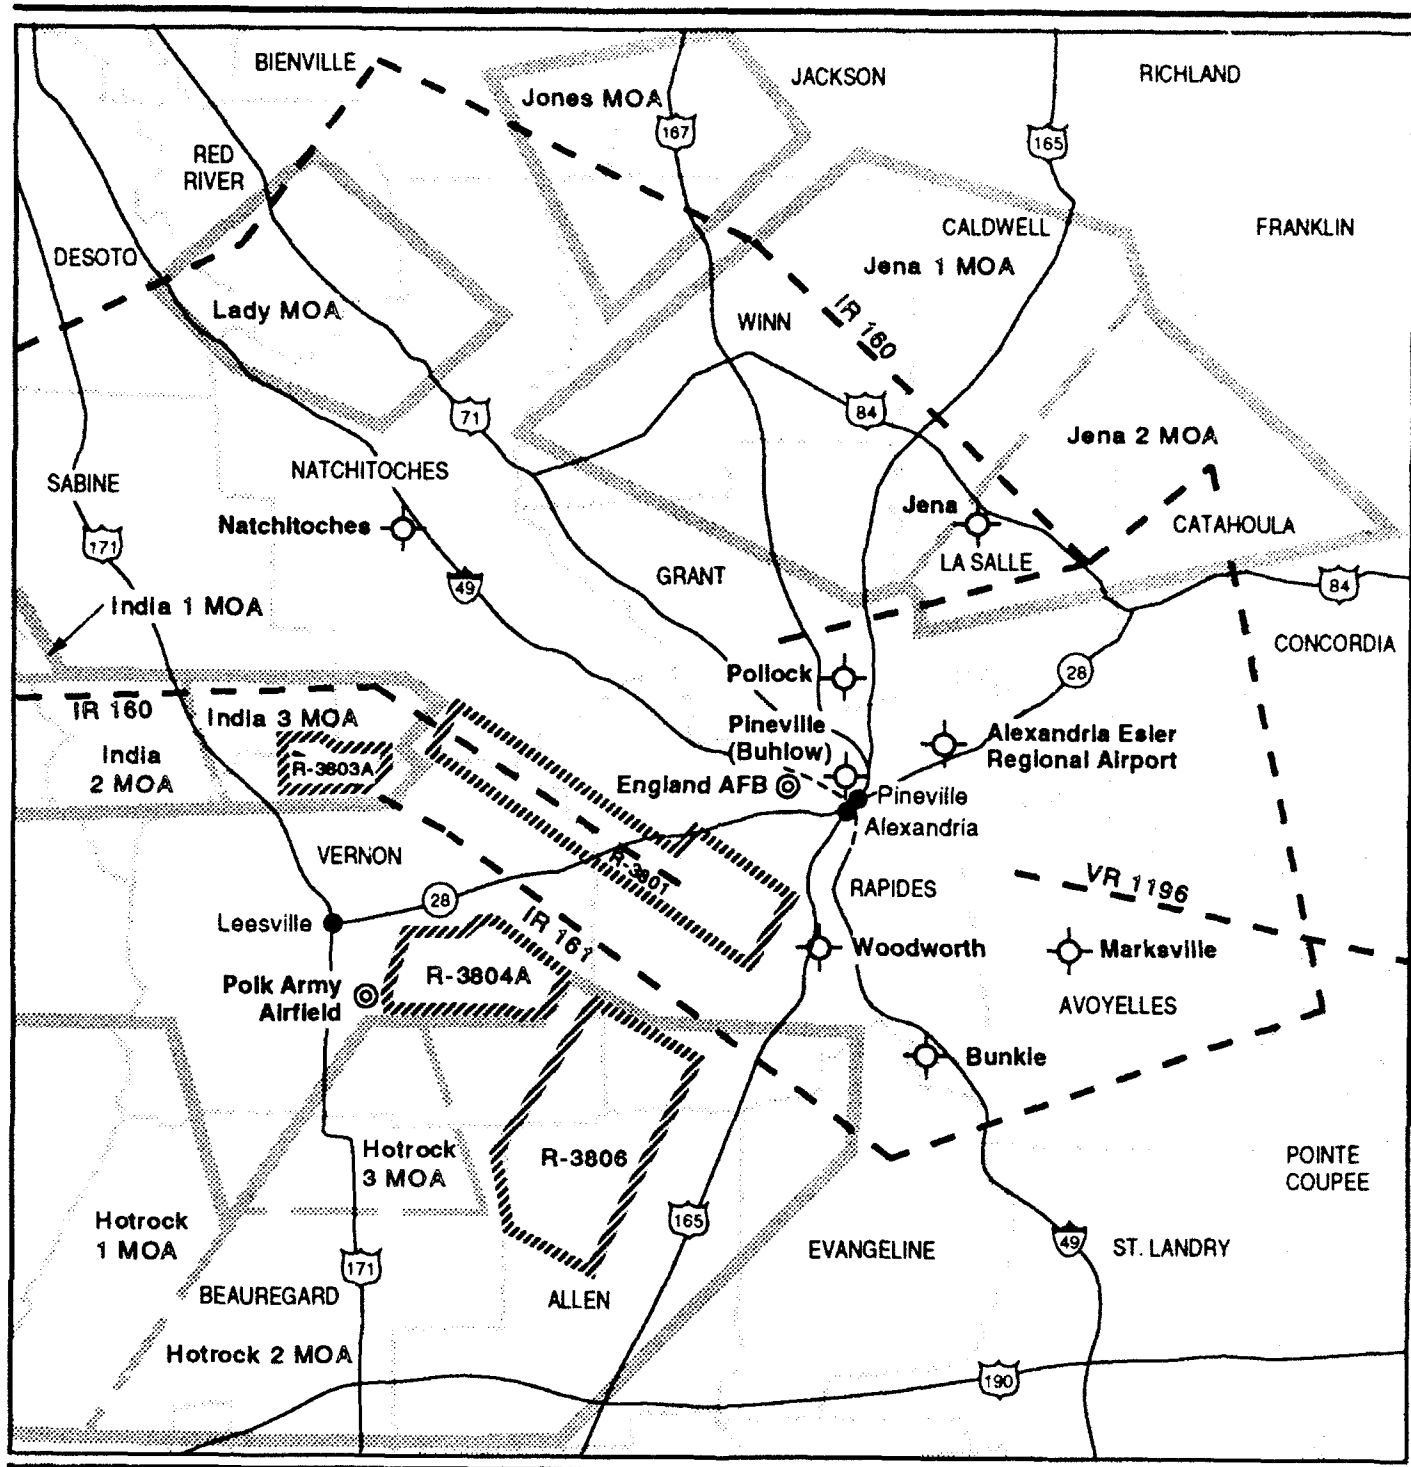 BIENVILLE
JACKSON
RICHLAND
Jones MOA
167
165
RED
RIVER
CALDWELL
FRANKLIN
DESOTO
Jena 1 MOA
Lady MOA
WINN
IR 160
71
84
Jena 2 MOA
NATCHITOCHES
SABINE
Natchitoches
Jena
CATAHOULA
171
LA SALLE
GRANT
49
84
India 1 MOA
CONCORDIA
Pollock
28
IR 160
India 3 MOA
Pineville
(Buhlow)
Alexandria Esler
Regional Airport
India
2 MOA
R-3803A
England AFB
Pineville
Alexandria
VERNON
R-3801
RAPIDES
VR 1196
28
Leesville
IR 161
Woodworth
Marksville
R-3804A
Polk Army
Airfield
AVOYELLES
Bunkie
Hotrock
3 MOA
R-3806
POINTE
COUPEE
Hotrock
1 MOA
165
49
EVANGELINE
ST. LANDRY
171
BEAUREGARD
ALLEN
Hotrock 2 MOA
190